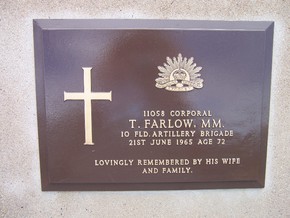 11058 CORPORAL
T. FARLOW. MM.
10 FLD. ARTILLERY BRIGADE
21ST JUNE 1965 AGE 72
LOVINGLY REMEMBERED BY HIS WIFE
AND FAMILY.